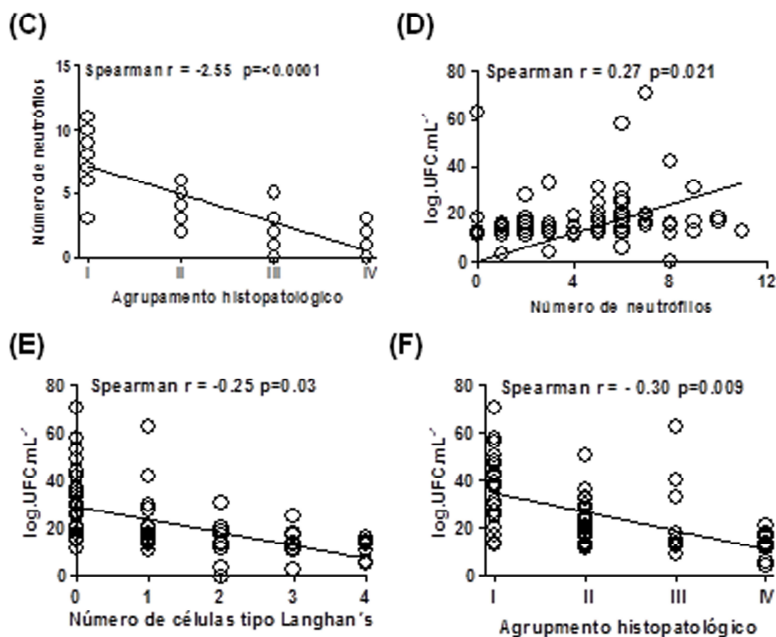 (C)
Spearman r = -2.55 p=<0.0001
Número de neutrófilos
15
10
5
0
I II III IV
Agrupamento histopatológico
(D)
Spearman r = 0.27 p=0.021
log.UFC.mL-´
80
60
40
20
0
0 4 8 12
Número de neutrófilos
(E)
Spearman r = -0.25 p=0.03
log.UFC.mL-´
80
60
40
20
0
0 1 2 3 4
Número de células tipo Langhan´s
(F)
Spearman r = - 0.30 p=0.009
log.UFC.mL-´
80
60
40
20
0
I II III IV
Agrupmento histopatológico